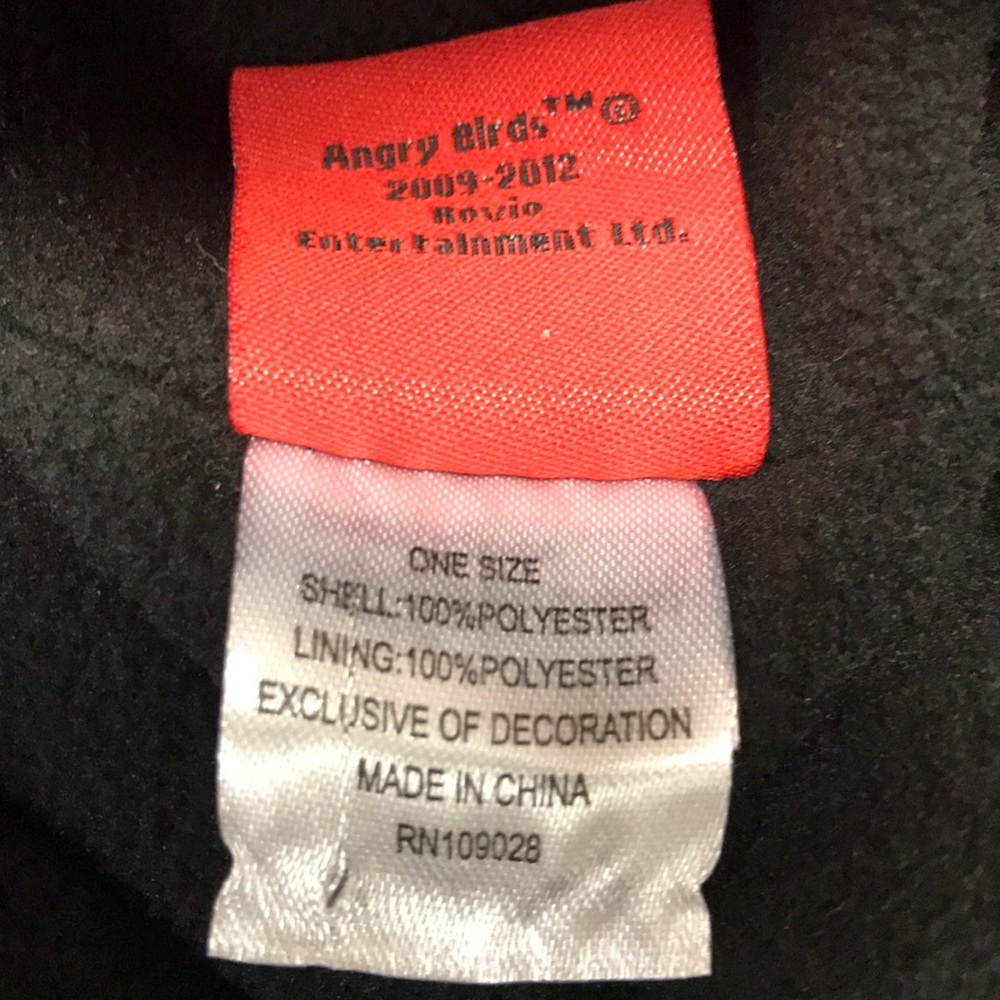 Angry Birds™ ©
2009-2012
Rovio
Entertainment Ltd.
ONE SIZE
SHELL:100%POLYESTER
LINING:100%POLYESTER
EXCLUSIVE OF DECORATION
MADE IN CHINA
RN109028